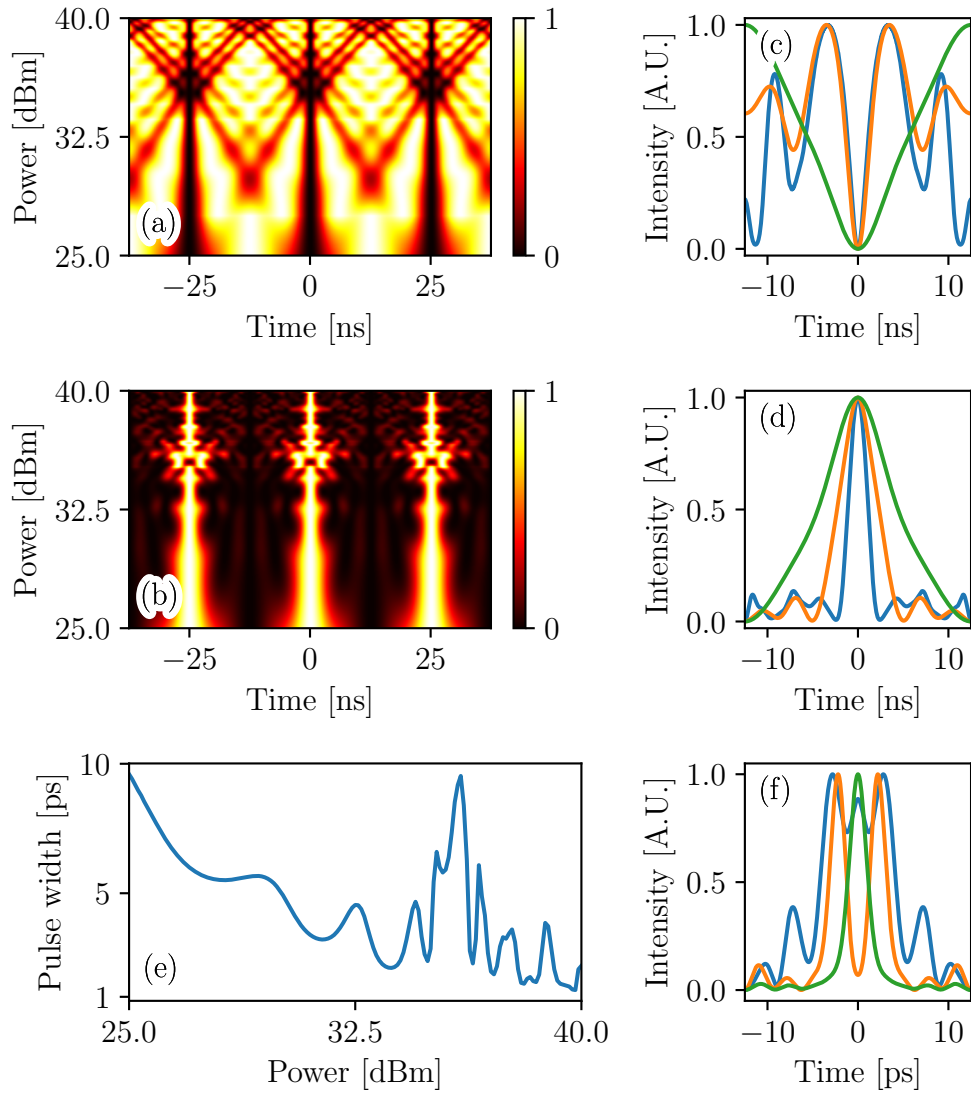 40.0
32.5
25.0
Power [dBm]
(a)
−25
0
25
Time [ns]
1
0
1.0
0.5
0.0
Intensity [A.U.]
(c)
−10
0
10
Time [ns]
40.0
32.5
25.0
Power [dBm]
(b)
−25
0
25
Time [ns]
1
0
1.0
0.5
0.0
Intensity [A.U.]
(d)
−10
0
10
Time [ns]
10
5
1
Pulse width [ps]
(e)
25.0
32.5
40.0
Power [dBm]
1.0
0.5
0.0
Intensity [A.U.]
(f)
−10
0
10
Time [ps]